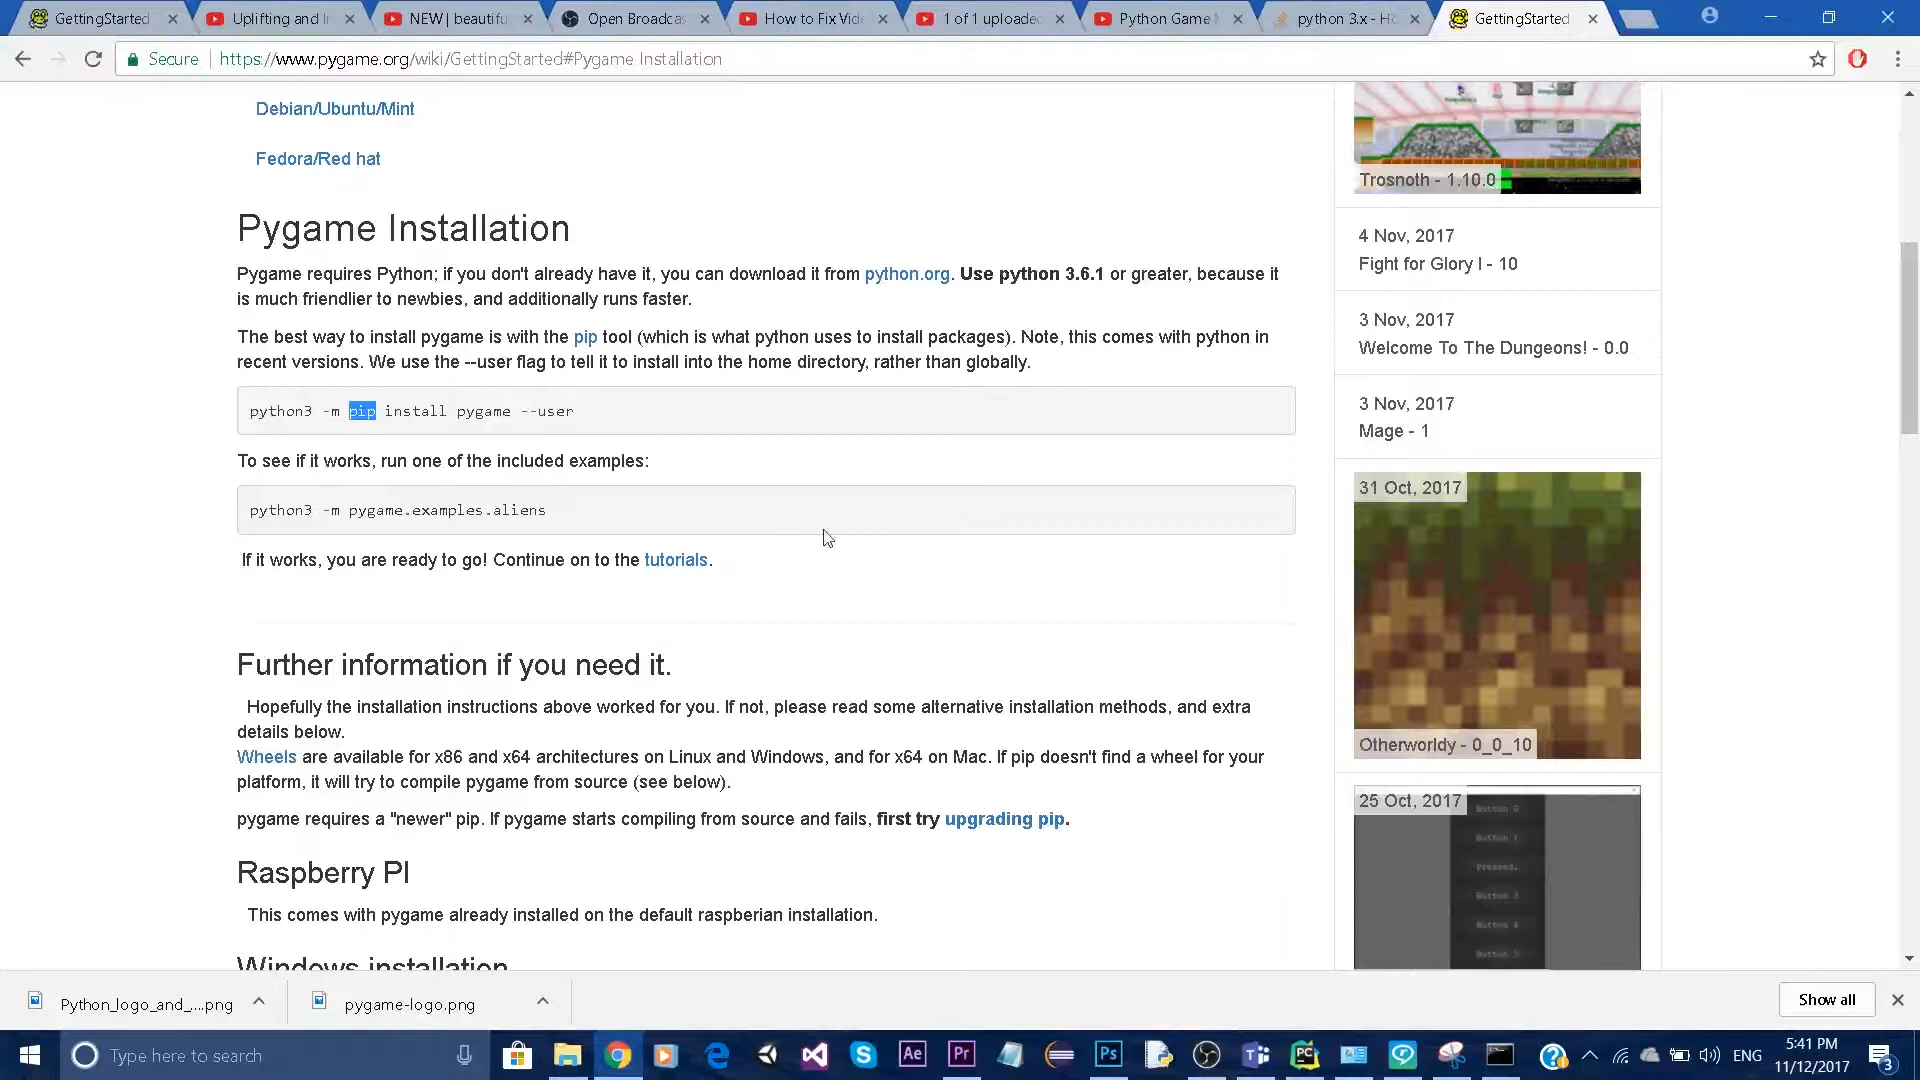 GettingStarted
Uplifting and I
NEW | beautifu
Open Broadca
How to Fix Vid
1 of 1 uploade
Python Game
python 3.x - H
GettingStarted
Secure
https://www.pygame.org/wiki/GettingStarted#Pygame Installation
Debian/Ubuntu/Mint
Fedora/Red hat
Pygame Installation
Pygame requires Python; if you don't already have it, you can download it from python.org. Use python 3.6.1 or greater, because it
is much friendlier to newbies, and additionally runs faster.
The best way to install pygame is with the pip tool (which is what python uses to install packages). Note, this comes with python in
recent versions. We use the --user flag to tell it to install into the home directory, rather than globally.
python3 -m pip install pygame --user
To see if it works, run one of the included examples:
python3 -m pygame.examples.aliens
If it works, you are ready to go! Continue on to the tutorials.
Further information if you need it.
Hopefully the installation instructions above worked for you. If not, please read some alternative installation methods, and extra
details below.
Wheels are available for x86 and x64 architectures on Linux and Windows, and for x64 on Mac. If pip doesn't find a wheel for your
platform, it will try to compile pygame from source (see below).
pygame requires a "newer" pip. If pygame starts compiling from source and fails, first try upgrading pip.
Raspberry PI
This comes with pygame already installed on the default raspberian installation.
Windows installation
Trosnoth - 1.10.0
4 Nov, 2017
Fight for Glory I - 10
3 Nov, 2017
Welcome To The Dungeons! - 0.0
3 Nov, 2017
Mage - 1
31 Oct, 2017
Otherworldy - 0_0_10
25 Oct, 2017
Button 1
Pressed.
Button 3
Button 4
Button 5
Python_logo_and_....png
pygame-logo.png
Show all
Type here to search
Ae
Pr
Ps
PC
ENG
5:41 PM
11/12/2017
3